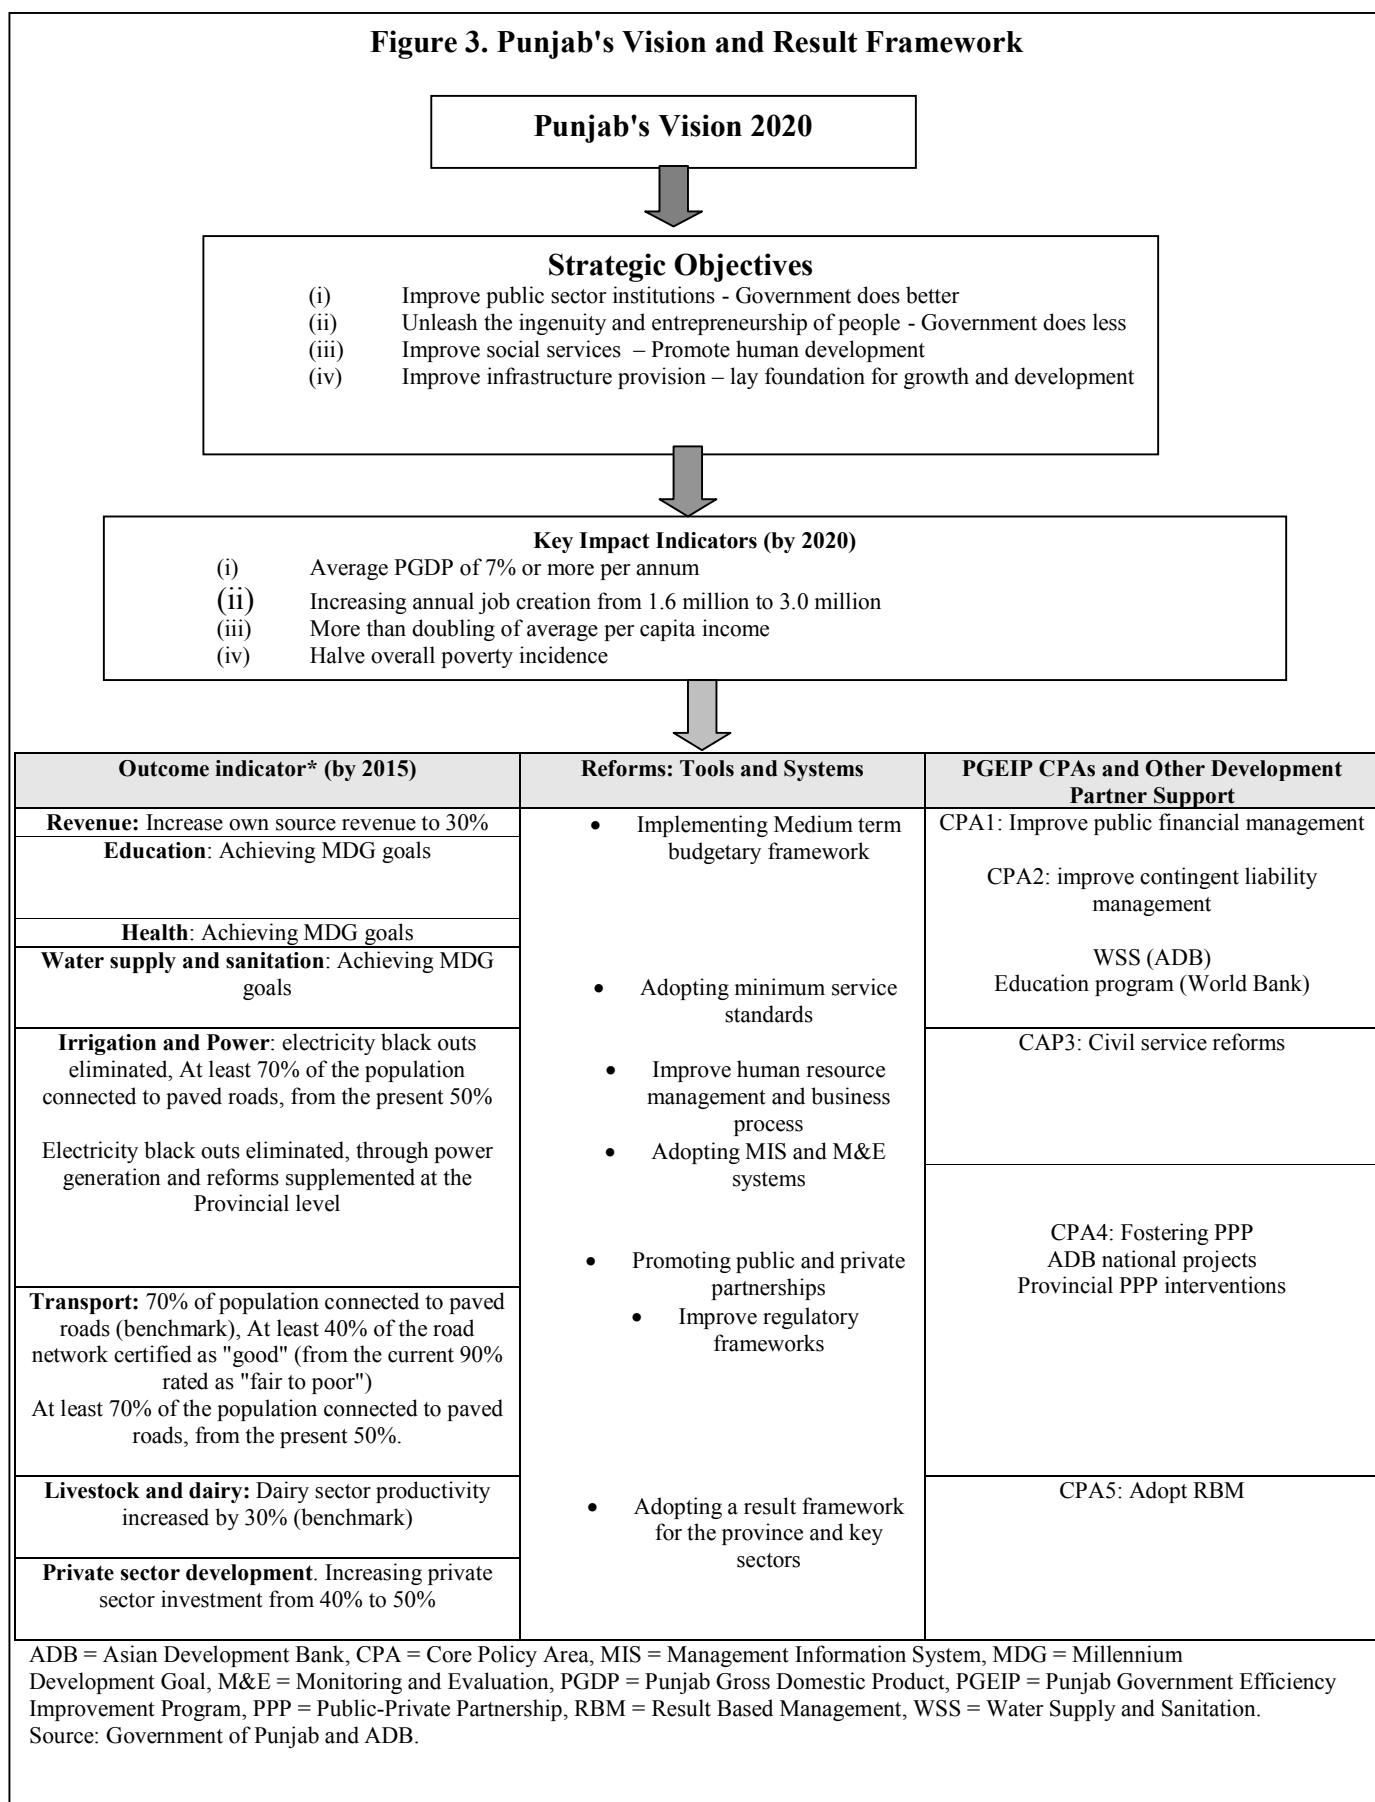 Figure 3. Punjab's Vision and Result Framework
Punjab's Vision 2020
Strategic Objectives
(i) Improve public sector institutions - Government does better
(ii) Unleash the ingenuity and entrepreneurship of people - Government does less
(iii) Improve social services – Promote human development
(iv) Improve infrastructure provision – lay foundation for growth and development
Key Impact Indicators (by 2020)
(i) Average PGDP of 7% or more per annum
(ii) Increasing annual job creation from 1.6 million to 3.0 million
(iii) More than doubling of average per capita income
(iv) Halve overall poverty incidence
Outcome indicator* (by 2015)
Revenue: Increase own source revenue to 30%
Education: Achieving MDG goals
Health: Achieving MDG goals
Water supply and sanitation: Achieving MDG
goals
Irrigation and Power: electricity black outs
eliminated, At least 70% of the population
connected to paved roads, from the present 50%
Electricity black outs eliminated, through power
generation and reforms supplemented at the
Provincial level
Transport: 70% of population connected to paved
roads (benchmark), At least 40% of the road
network certified as "good" (from the current 90%
rated as "fair to poor")
At least 70% of the population connected to paved
roads, from the present 50%.
Livestock and dairy: Dairy sector productivity
increased by 30% (benchmark)
Private sector development. Increasing private
sector investment from 40% to 50%
Reforms: Tools and Systems
• Implementing Medium term
budgetary framework
• Adopting minimum service
standards
• Improve human resource
management and business
process
• Adopting MIS and M&E
systems
• Promoting public and private
partnerships
• Improve regulatory
frameworks
• Adopting a result framework
for the province and key
sectors
PGEIP CPAs and Other Development
Partner Support
CPA1: Improve public financial management
CPA2: improve contingent liability
management
WSS (ADB)
Education program (World Bank)
CAP3: Civil service reforms
CPA4: Fostering PPP
ADB national projects
Provincial PPP interventions
CPA5: Adopt RBM
ADB = Asian Development Bank, CPA = Core Policy Area, MIS = Management Information System, MDG = Millennium
Development Goal, M&E = Monitoring and Evaluation, PGDP = Punjab Gross Domestic Product, PGEIP = Punjab Government Efficiency
Improvement Program, PPP = Public-Private Partnership, RBM = Result Based Management, WSS = Water Supply and Sanitation.
Source: Government of Punjab and ADB.